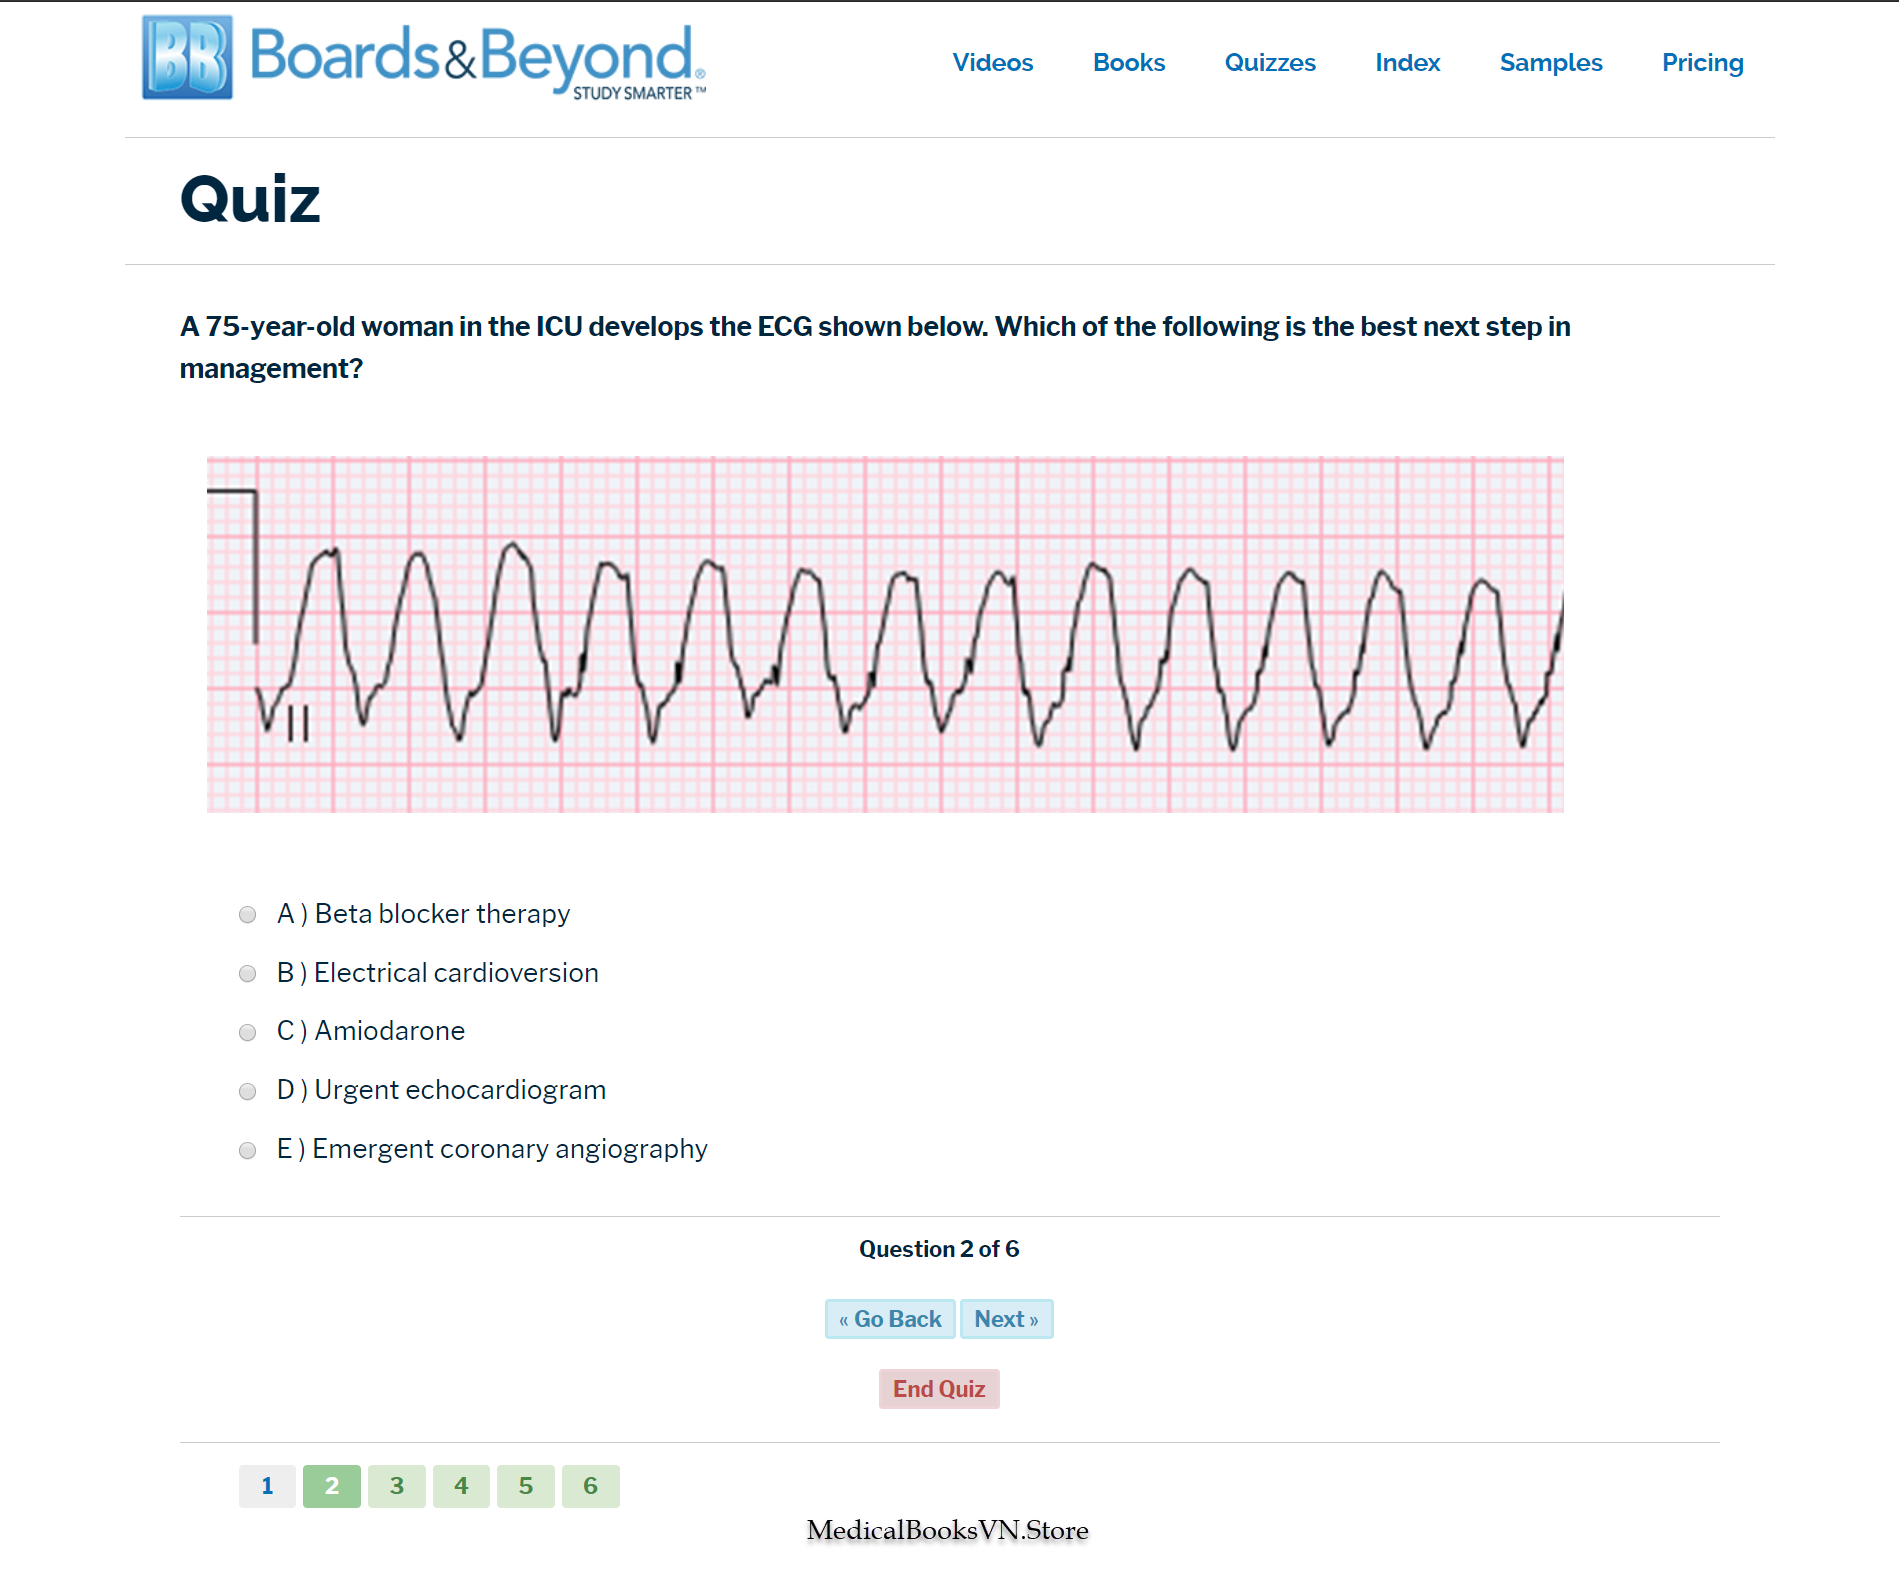 BB Boards&Beyond®
STUDY SMARTER™
Videos Books Quizzes Index Samples Pricing
Quiz
A 75-year-old woman in the ICU develops the ECG shown below. Which of the following is the best next step in
management?
II
A ) Beta blocker therapy
B ) Electrical cardioversion
C ) Amiodarone
D ) Urgent echocardiogram
E ) Emergent coronary angiography
Question 2 of 6
« Go Back Next »
End Quiz
1 2 3 4 5 6
MedicalBooksVN.Store